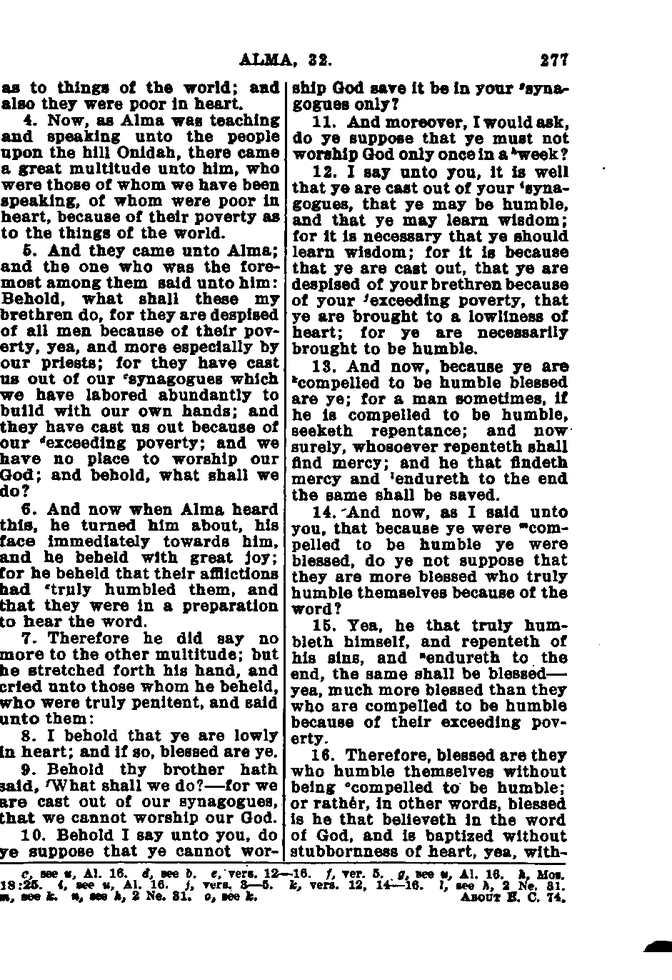 ALMA, 32. 277
as to things of the world; and
also they were poor in heart.
4. Now, as Alma was teaching
and speaking unto the people
upon the hill Onidah, there came
a great multitude unto him, who
were those of whom we have been
speaking, of whom were poor in
heart, because of their poverty as
to the things of the world.
5. And they came unto Alma;
and the one who was the fore-
most among them said unto him:
Behold, what shall these my
brethren do, for they are despised
of all men because of their pov-
erty, yea, and more especially by
our priests; for they have cast
us out of our ᶜsynagogues which
we have labored abundantly to
build with our own hands; and
they have cast us out because of
our ᵈexceeding poverty; and we
have no place to worship our
God; and behold, what shall we
do?
6. And now when Alma heard
this, he turned him about, his
face immediately towards him,
and he beheld with great joy;
for he beheld that their afflictions
had ᵉtruly humbled them, and
that they were in a preparation
to hear the word.
7. Therefore he did say no
more to the other multitude; but
he stretched forth his hand, and
cried unto those whom he beheld,
who were truly penitent, and said
unto them:
8. I behold that ye are lowly
in heart; and if so, blessed are ye.
9. Behold thy brother hath
said, ᶠWhat shall we do?—for we
are cast out of our synagogues,
that we cannot worship our God.
10. Behold I say unto you, do
ye suppose that ye cannot wor-
ship God save it be in your ᵍsyna-
gogues only?
11. And moreover, I would ask,
do ye suppose that ye must not
worship God only once in a ʰweek?
12. I say unto you, it is well
that ye are cast out of your ⁱsyna-
gogues, that ye may be humble,
and that ye may learn wisdom;
for it is necessary that ye should
learn wisdom; for it is because
that ye are cast out, that ye are
despised of your brethren because
of your ʲexceeding poverty, that
ye are brought to a lowliness of
heart; for ye are necessarily
brought to be humble.
13. And now, because ye are
ᵏcompelled to be humble blessed
are ye; for a man sometimes, if
he is compelled to be humble,
seeketh repentance; and now
surely, whosoever repenteth shall
find mercy; and he that findeth
mercy and ˡendureth to the end
the same shall be saved.
14. And now, as I said unto
you, that because ye were ᵐcom-
pelled to be humble ye were
blessed, do ye not suppose that
they are more blessed who truly
humble themselves because of the
word?
15. Yea, he that truly hum-
bleth himself, and repenteth of
his sins, and ⁿendureth to the
end, the same shall be blessed—
yea, much more blessed than they
who are compelled to be humble
because of their exceeding pov-
erty.
16. Therefore, blessed are they
who humble themselves without
being ᵒcompelled to be humble;
or rather, in other words, blessed
is he that believeth in the word
of God, and is baptized without
stubbornness of heart, yea, with-
c, see u, Al. 16. d, see b. e, vers. 12—16. f, ver. 5. g, see u, Al. 16. h, Mos.
18:25. i, see u, Al. 16. j, vers. 3—5. k, vers. 12, 14—16. l, see h, 2 Ne. 31.
m, see k. n, see h, 2 Ne. 31. o, see k. ABOUT B. C. 74.